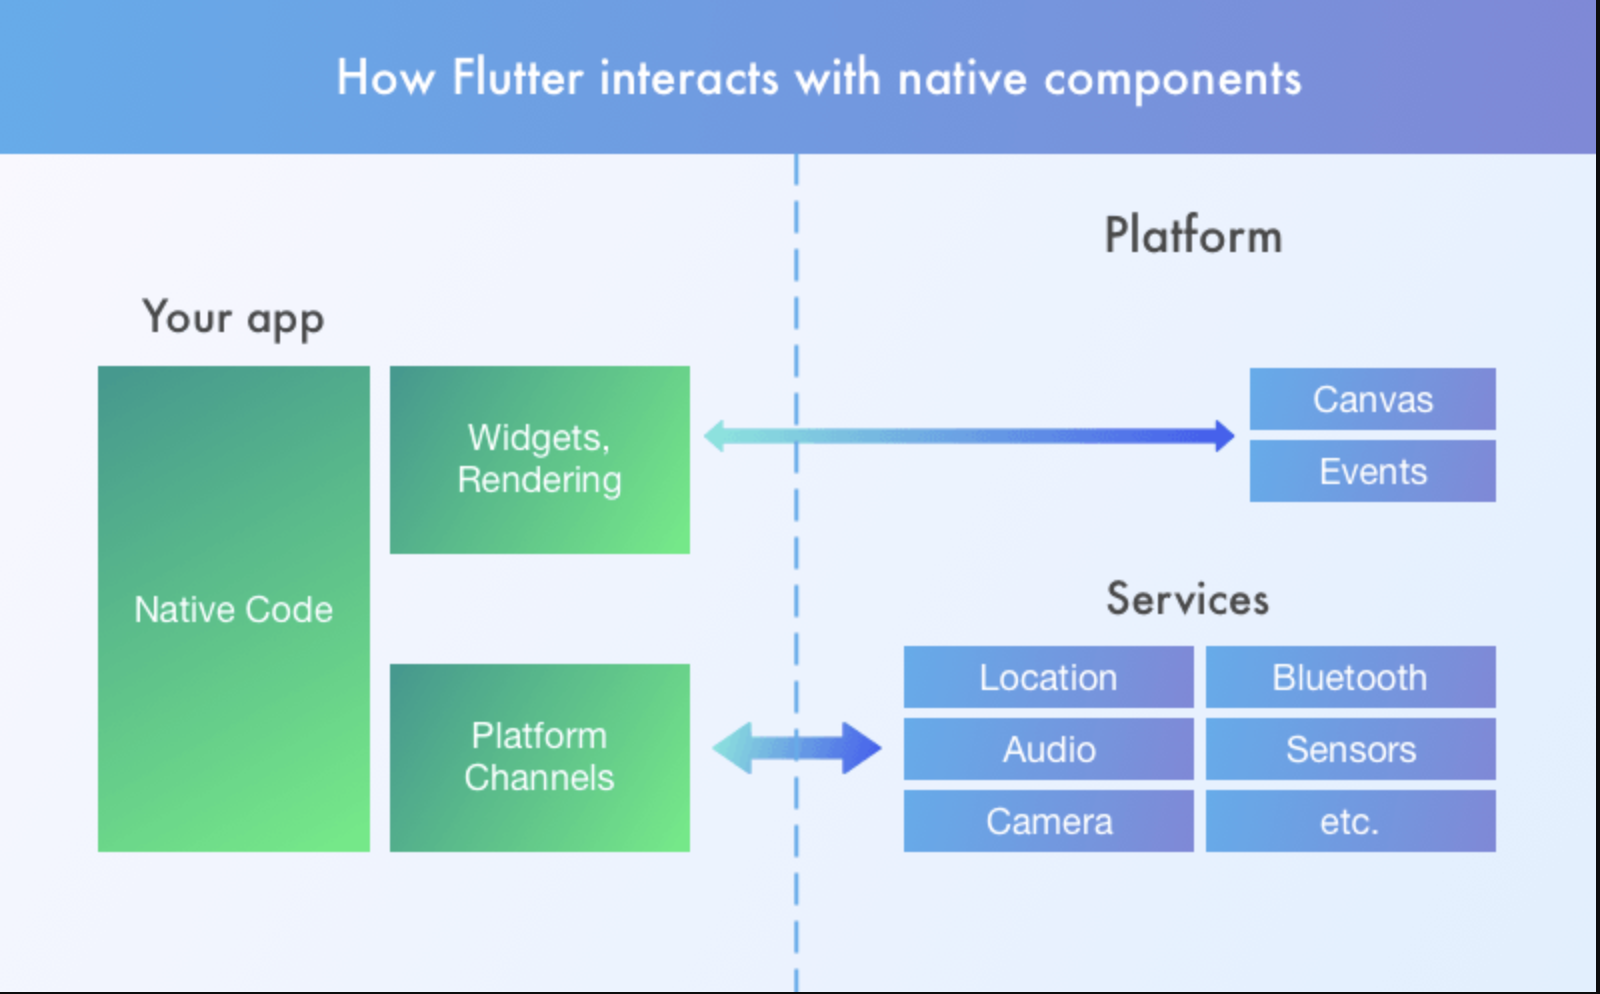 How Flutter interacts with native components
Your app
Native Code
Widgets,
Rendering
Platform
Channels
Platform
Canvas
Events
Services
Location
Bluetooth
Audio
Sensors
Camera
etc.